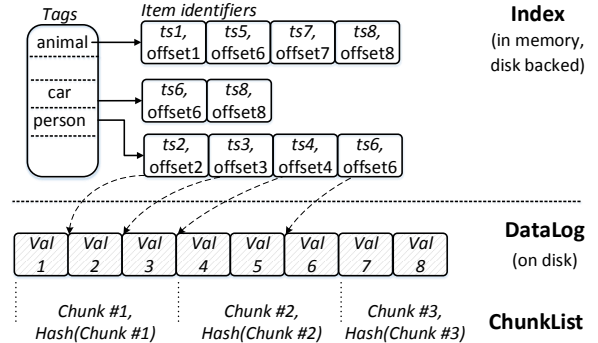 Tags
Item identifiers
Index
(in memory,
disk backed)
animal
ts1, ts5, ts7, ts8,
offset1 offset6 offset7 offset8
car
ts6, ts8,
offset6 offset8
person
ts2, ts3, ts4, ts6,
offset2 offset3 offset4 offset6
DataLog
(on disk)
Val Val Val Val Val Val Val Val
1 2 3 4 5 6 7 8
Chunk #1, Chunk #2, Chunk #3,
Hash(Chunk #1) Hash(Chunk #2) Hash(Chunk #3)
ChunkList